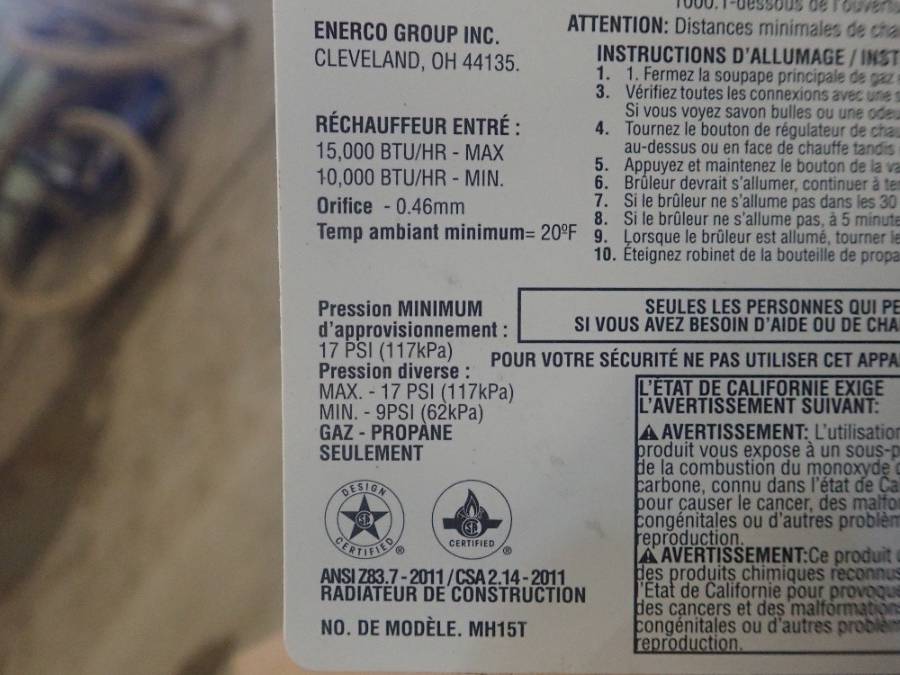 ENERCO GROUP INC.
CLEVELAND, OH 44135.
RÉCHAUFFEUR ENTRÉ :
15,000 BTU/HR - MAX
10,000 BTU/HR - MIN.
Orifice - 0.46mm
Temp ambiant minimum= 20ºF
Pression MINIMUM
d'approvisionnement :
17 PSI (117kPa)
Pression diverse :
MAX. - 17 PSI (117kPa)
MIN. - 9PSI (62kPa)
GAZ - PROPANE
SEULEMENT
DESIGN
CERTIFIED ®
CERTIFIED ®
ANSI Z83.7 - 2011 / CSA 2.14 - 2011
RADIATEUR DE CONSTRUCTION
NO. DE MODÈLE. MH15T
ATTENTION: Distances minimales de
INSTRUCTIONS D'ALLUMAGE /
1. 1. Fermez la soupape principale de gaz
3. Vérifiez toutes les connexions avec une
Si vous voyez savon bulles ou une
4. Tournez le bouton de régulateur de
au-dessus ou en face de chauffe tandis
5. Appuyez et maintenez le bouton de la
6. Brûleur devrait s'allumer, continuer à
7. Si le brûleur ne s'allume pas dans les 30
8. Si le brûleur ne s'allume pas, à 5 minute
9. Lorsque le brûleur est allumé, tourner le
10. Éteignez robinet de la bouteille de
SEULES LES PERSONNES QUI
SI VOUS AVEZ BESOIN D'AIDE OU DE
POUR VOTRE SÉCURITÉ NE PAS UTILISER CET
L'ÉTAT DE CALIFORNIE EXIGE
L'AVERTISSEMENT SUIVANT:
AVERTISSEMENT: L'utilisation
produit vous expose à un sous-p
de la combustion du monoxyde
carbone, connu dans l'état de Ca
pour causer le cancer, des malfo
congénitales ou d'autres problèm
reproduction.
AVERTISSEMENT:Ce produit
des produits chimiques reconnus
l'État de Californie pour provoque
des cancers et des malformations
congénitales ou d'autres problèm
reproduction.